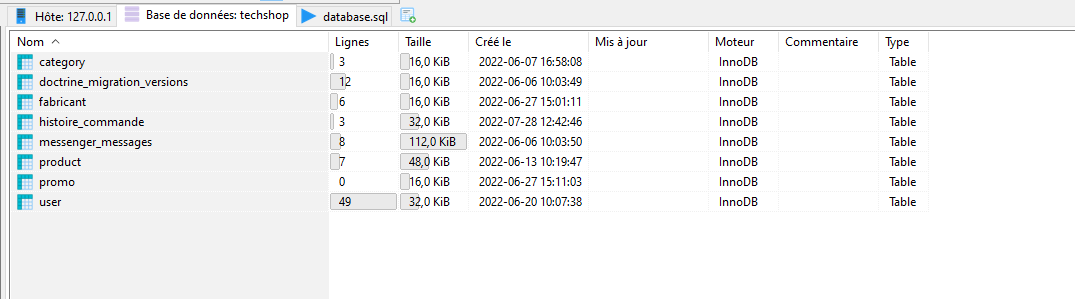 Hôte: 127.0.0.1 Base de données: techshop database.sql
Nom Lignes Taille Créé le Mis à jour Moteur Commentaire Type
category 3 16,0 KiB 2022-06-07 16:58:08 InnoDB Table
doctrine_migration_versions 12 16,0 KiB 2022-06-06 10:03:49 InnoDB Table
fabricant 6 16,0 KiB 2022-06-27 15:01:11 InnoDB Table
histoire_commande 3 32,0 KiB 2022-07-28 12:42:46 InnoDB Table
messenger_messages 8 112,0 KiB 2022-06-06 10:03:50 InnoDB Table
product 7 48,0 KiB 2022-06-13 10:19:47 InnoDB Table
promo 0 16,0 KiB 2022-06-27 15:11:03 InnoDB Table
user 49 32,0 KiB 2022-06-20 10:07:38 InnoDB Table